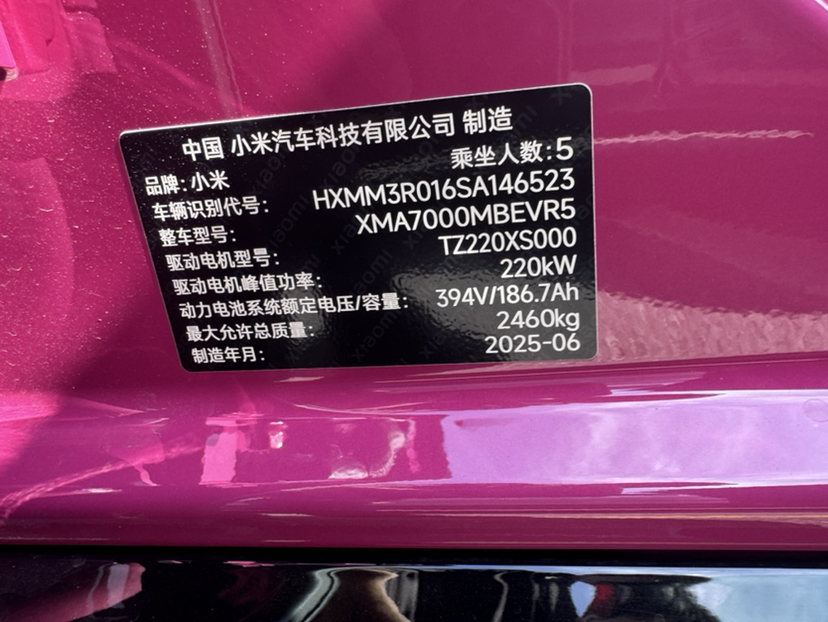 中国 小米汽车科技有限公司 制造
品牌:小米 乘坐人数:5
车辆识别代号: HXMM3R016SA146523
整车型号: XMA7000MBEVR5
驱动电机型号: TZ220XS000
驱动电机峰值功率: 220kW
动力电池系统额定电压/容量: 394V/186.7Ah
最大允许总质量: 2460kg
制造年月: 2025-06